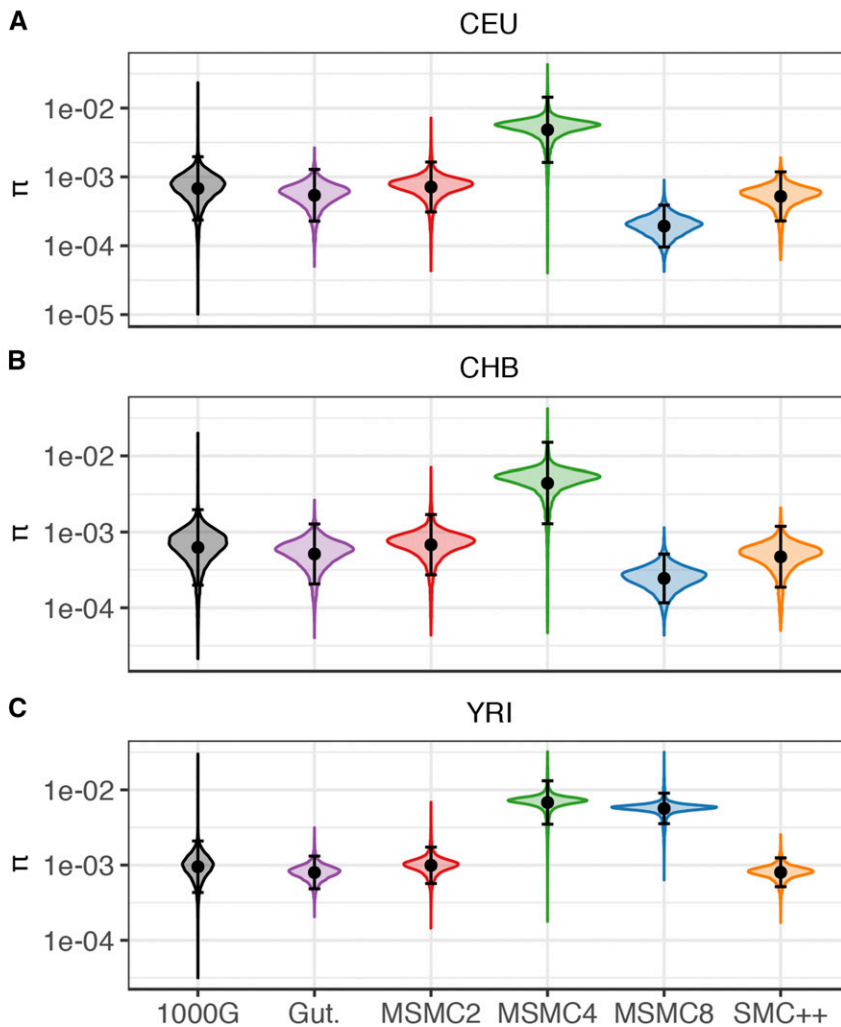 A
CEU
1e-02
1e-03
1e-04
1e-05
π
B
CHB
1e-02
1e-03
1e-04
π
C
YRI
1e-02
1e-03
1e-04
π
1000G Gut. MSMC2 MSMC4 MSMC8 SMC++